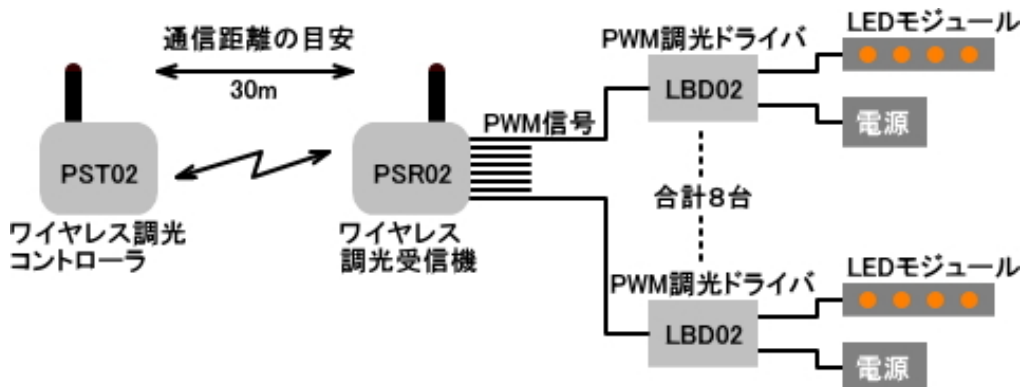 通信距離の目安
30m
PST02
ワイヤレス調光
コントローラ
PSR02
ワイヤレス
調光受信機
PWM信号
PWM調光ドライバ
LBD02
LEDモジュール
電源
合計8台
PWM調光ドライバ
LBD02
LEDモジュール
電源